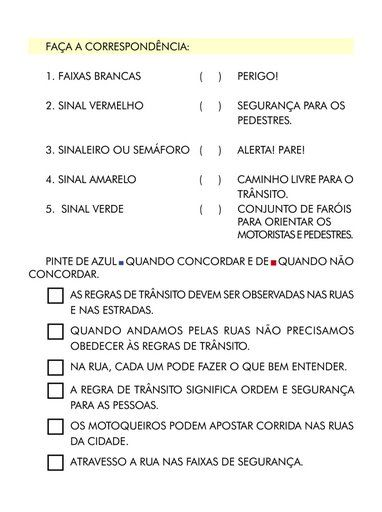 FAÇA A CORRESPONDÊNCIA:
1. FAIXAS BRANCAS ( ) PERIGO!
2. SINAL VERMELHO ( ) SEGURANÇA PARA OS
PEDESTRES.
3. SINALEIRO OU SEMÁFORO ( ) ALERTA! PARE!
4. SINAL AMARELO ( ) CAMINHO LIVRE PARA O
TRÂNSITO.
5. SINAL VERDE ( ) CONJUNTO DE FARÓIS
PARA ORIENTAR OS
MOTORISTAS E PEDESTRES.
PINTE DE AZUL QUANDO CONCORDAR E DE QUANDO NÃO
CONCORDAR.
AS REGRAS DE TRÂNSITO DEVEM SER OBSERVADAS NAS RUAS
E NAS ESTRADAS.
QUANDO ANDAMOS PELAS RUAS NÃO PRECISAMOS
OBEDECER ÀS REGRAS DE TRÂNSITO.
NA RUA, CADA UM PODE FAZER O QUE BEM ENTENDER.
A REGRA DE TRÂNSITO SIGNIFICA ORDEM E SEGURANÇA
PARA AS PESSOAS.
OS MOTOQUEIROS PODEM APOSTAR CORRIDA NAS RUAS
DA CIDADE.
ATRAVESSO A RUA NAS FAIXAS DE SEGURANÇA.